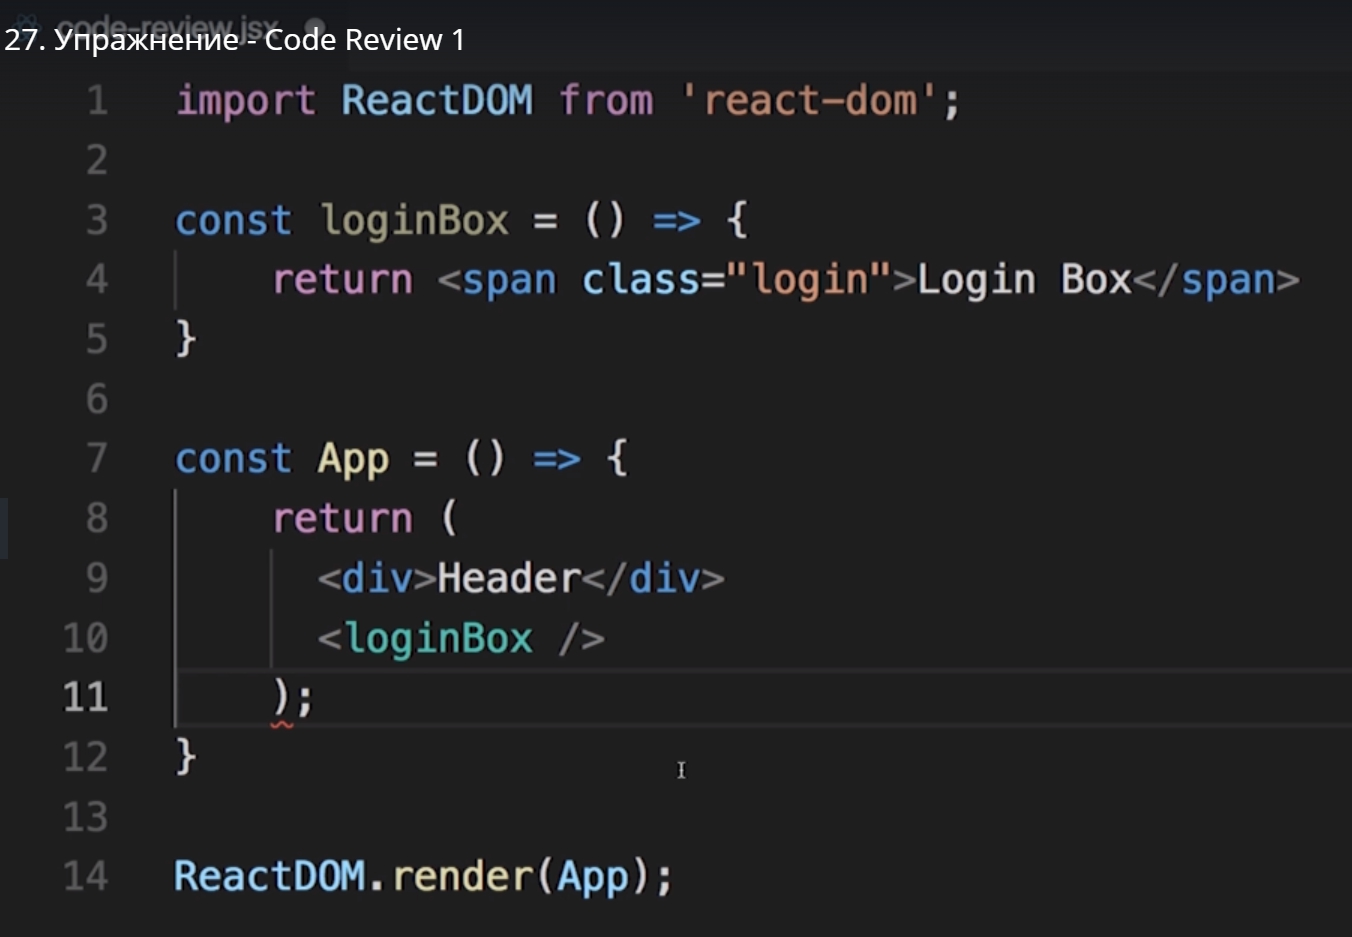 code-review.jsx
27. Упражнение - Code Review 1
1 import ReactDOM from 'react-dom';
2
3 const loginBox = () => {
4 return <span class="login">Login Box</span>
5 }
6
7 const App = () => {
8 return (
9 <div>Header</div>
10 <loginBox />
11 );
12 }
13
14 ReactDOM.render(App);